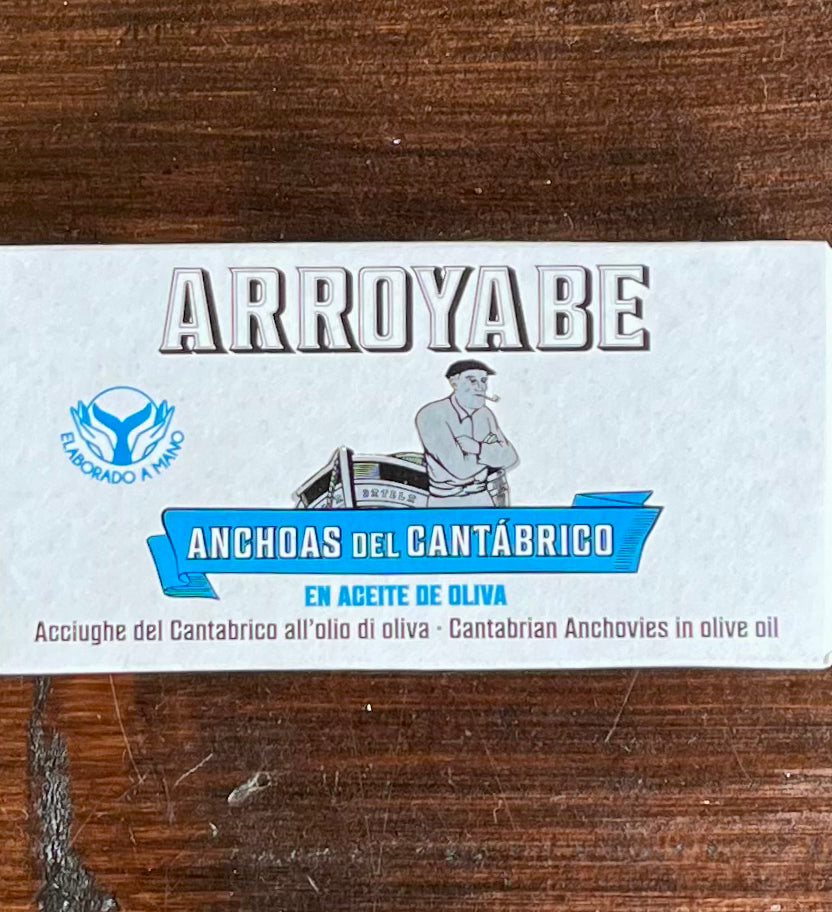 ARROYABE
ELABORADO A MANO
ANCHOAS DEL CANTÁBRICO
EN ACEITE DE OLIVA
Acciughe del Cantabrico all'olio di oliva · Cantabrian Anchovies in olive oil